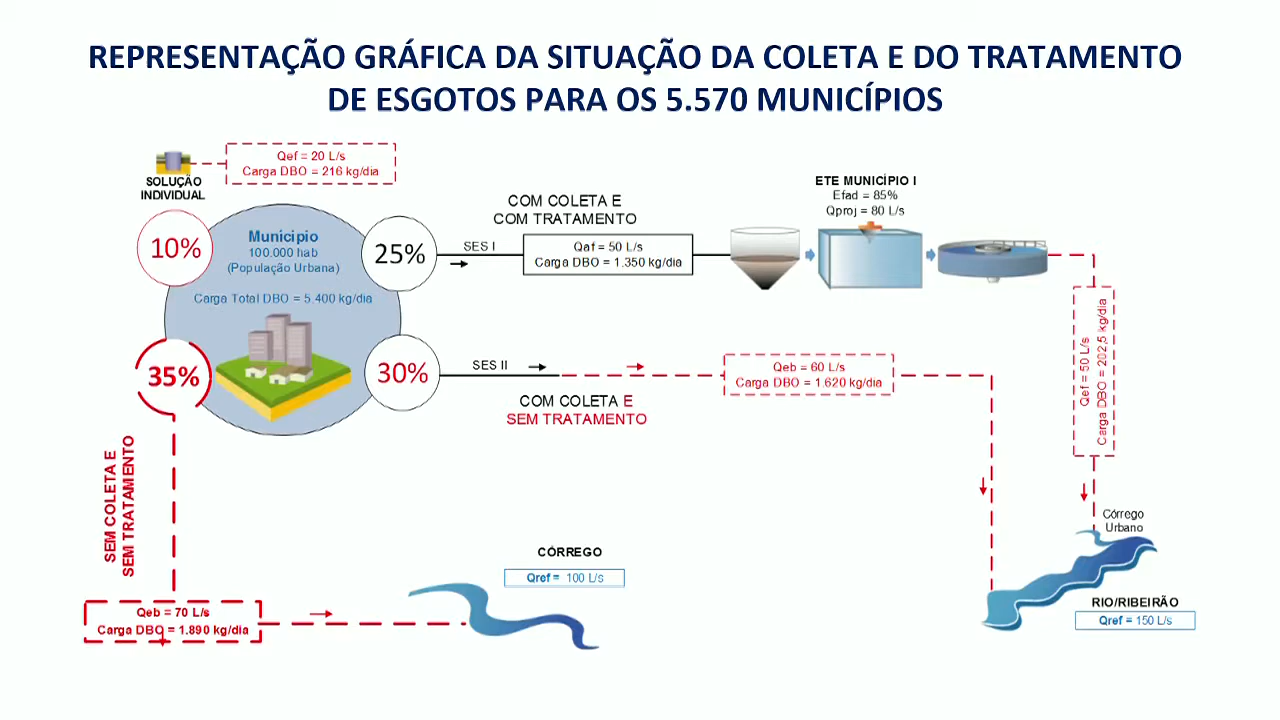 REPRESENTAÇÃO GRÁFICA DA SITUAÇÃO DA COLETA E DO TRATAMENTO
DE ESGOTOS PARA OS 5.570 MUNICÍPIOS
SOLUÇÃO
INDIVIDUAL
Qef = 20 L/s
Carga DBO = 216 kg/dia
10%
Município
100.000 hab
(População Urbana)
Carga Total DBO = 5.400 kg/dia
25%
SES I
COM COLETA E
COM TRATAMENTO
Qaf = 50 L/s
Carga DBO = 1.350 kg/dia
ETE MUNICÍPIO I
Efad = 85%
Qproj = 80 L/s
Qef = 50 L/s
Carga DBO = 202,5 kg/dia
35%
30%
SES II
COM COLETA E
SEM TRATAMENTO
Qeb = 60 L/s
Carga DBO = 1.620 kg/dia
SEM COLETA E
SEM TRATAMENTO
Qeb = 70 L/s
Carga DBO = 1.890 kg/dia
CÓRREGO
Qref = 100 L/s
Córrego
Urbano
RIO/RIBEIRÃO
Qref = 150 L/s